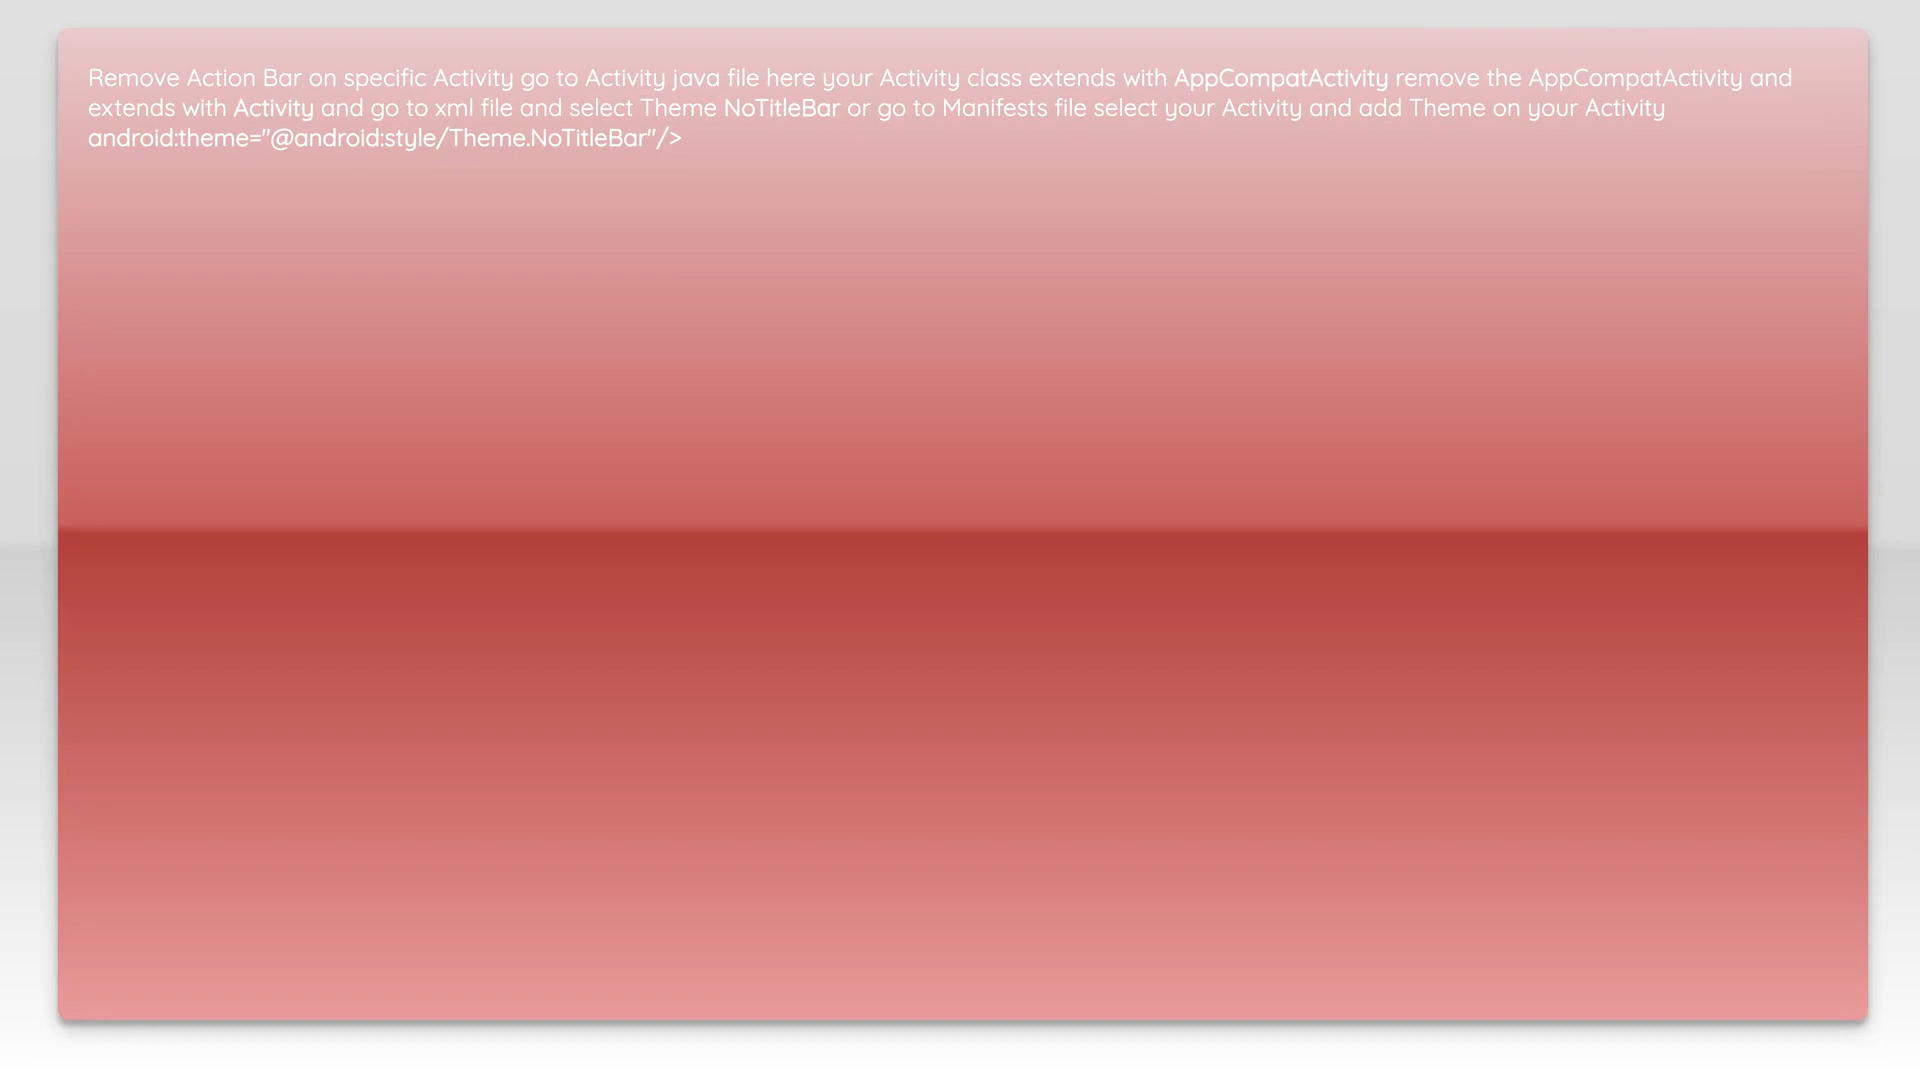 Remove Action Bar on specific Activity go to Activity java file here your Activity class extends with AppCompatActivity remove the AppCompatActivity and
extends with Activity and go to xml file and select Theme NoTitleBar or go to Manifests file select your Activity and add Theme on your Activity
android:theme="@android:style/Theme.NoTitleBar"/>